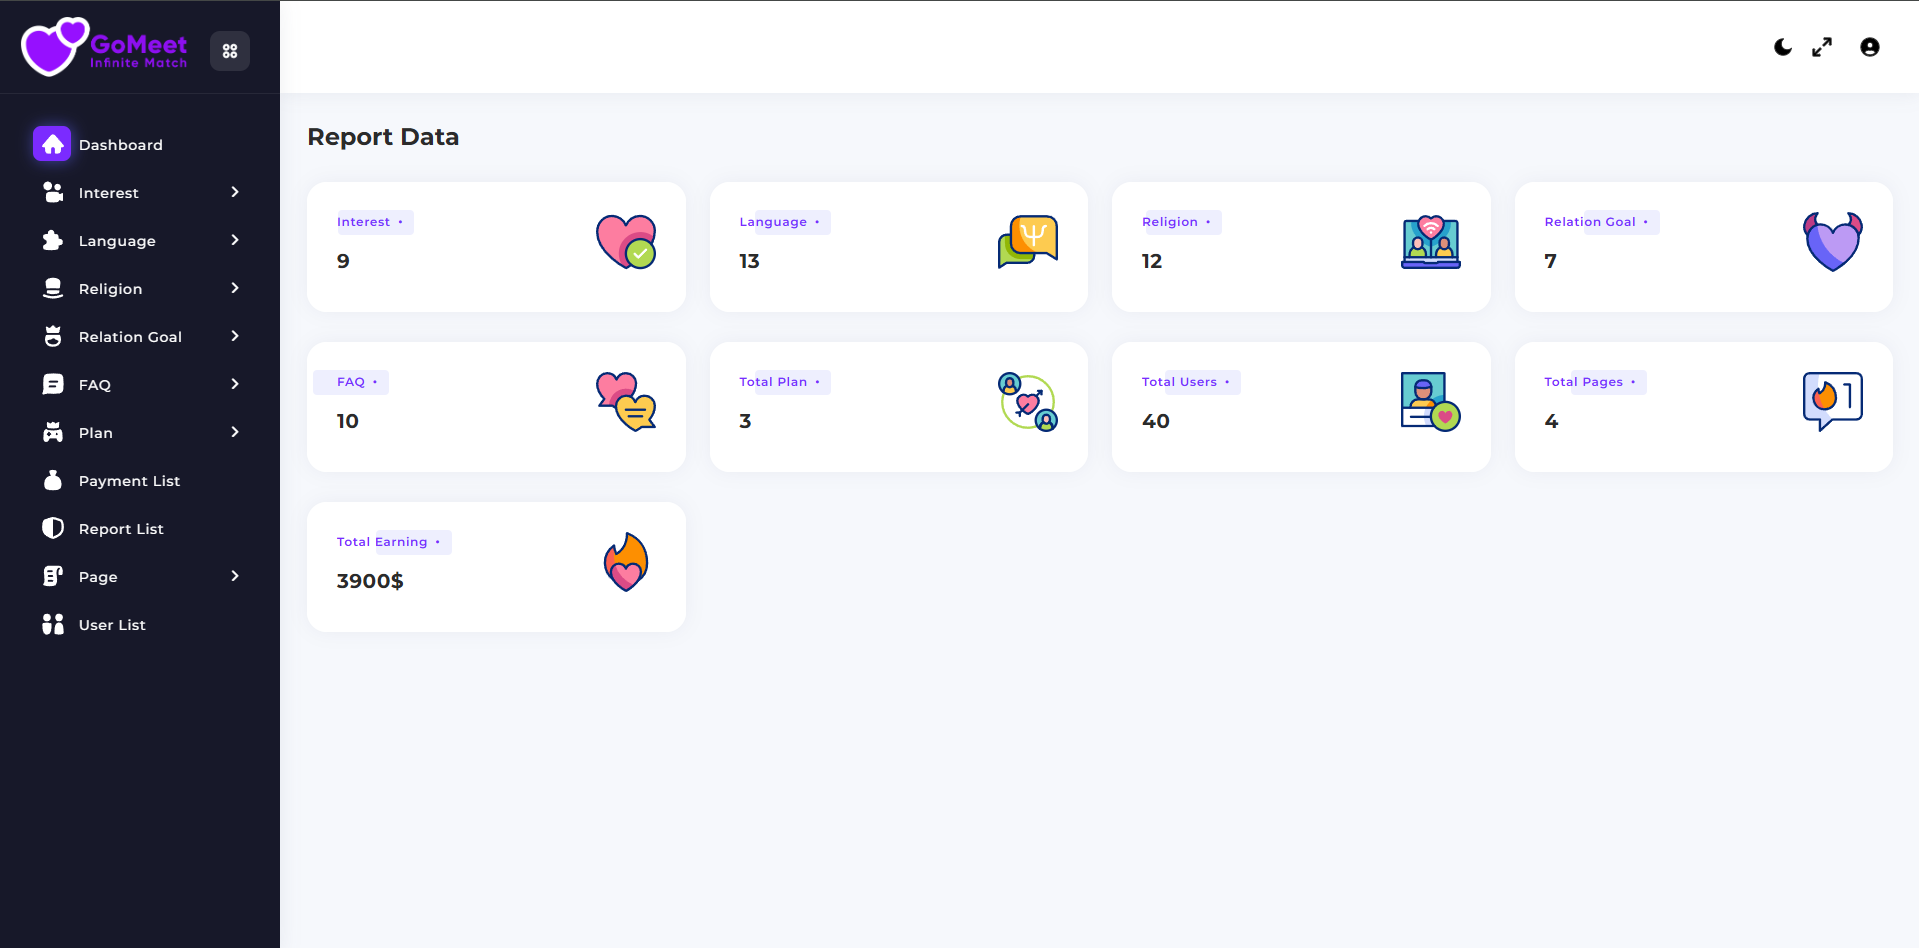 GoMeet
Infinite Match
Dashboard
Interest
Language
Religion
Relation Goal
FAQ
Plan
Payment List
Report List
Page
User List
Report Data
Interest •
9
Language •
13
Religion •
12
Relation Goal •
7
FAQ •
10
Total Plan •
3
Total Users •
40
Total Pages •
4
Total Earning •
3900$